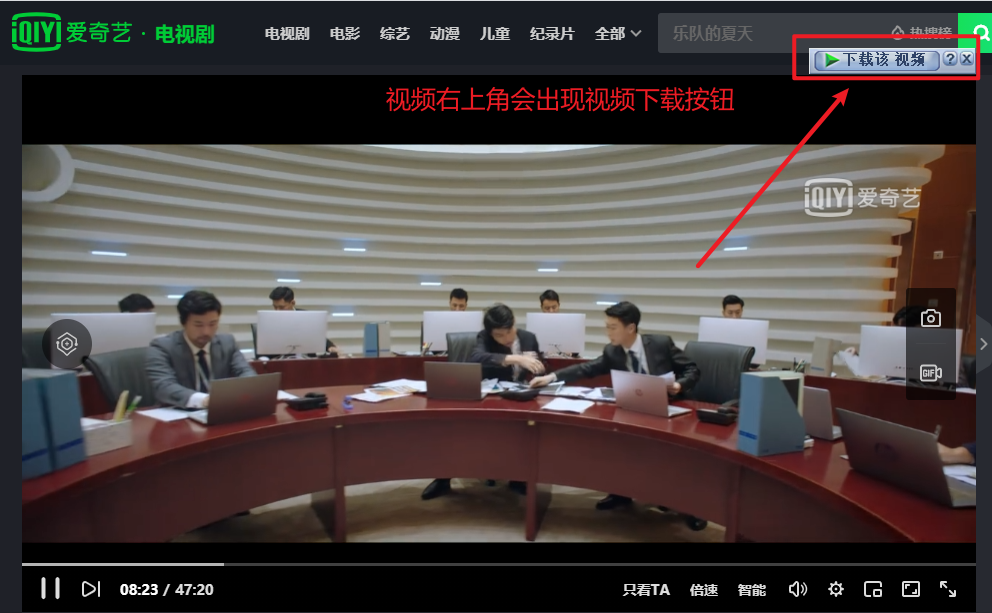 iQIYI 爱奇艺 · 电视剧
电视剧 电影 综艺 动漫 儿童 纪录片 全部 乐队的夏天 热搜榜
下载该 视频 ? X
视频右上角会出现视频下载按钮
iQIYI 爱奇艺
GIF
08:23 / 47:20 只看TA 倍速 智能